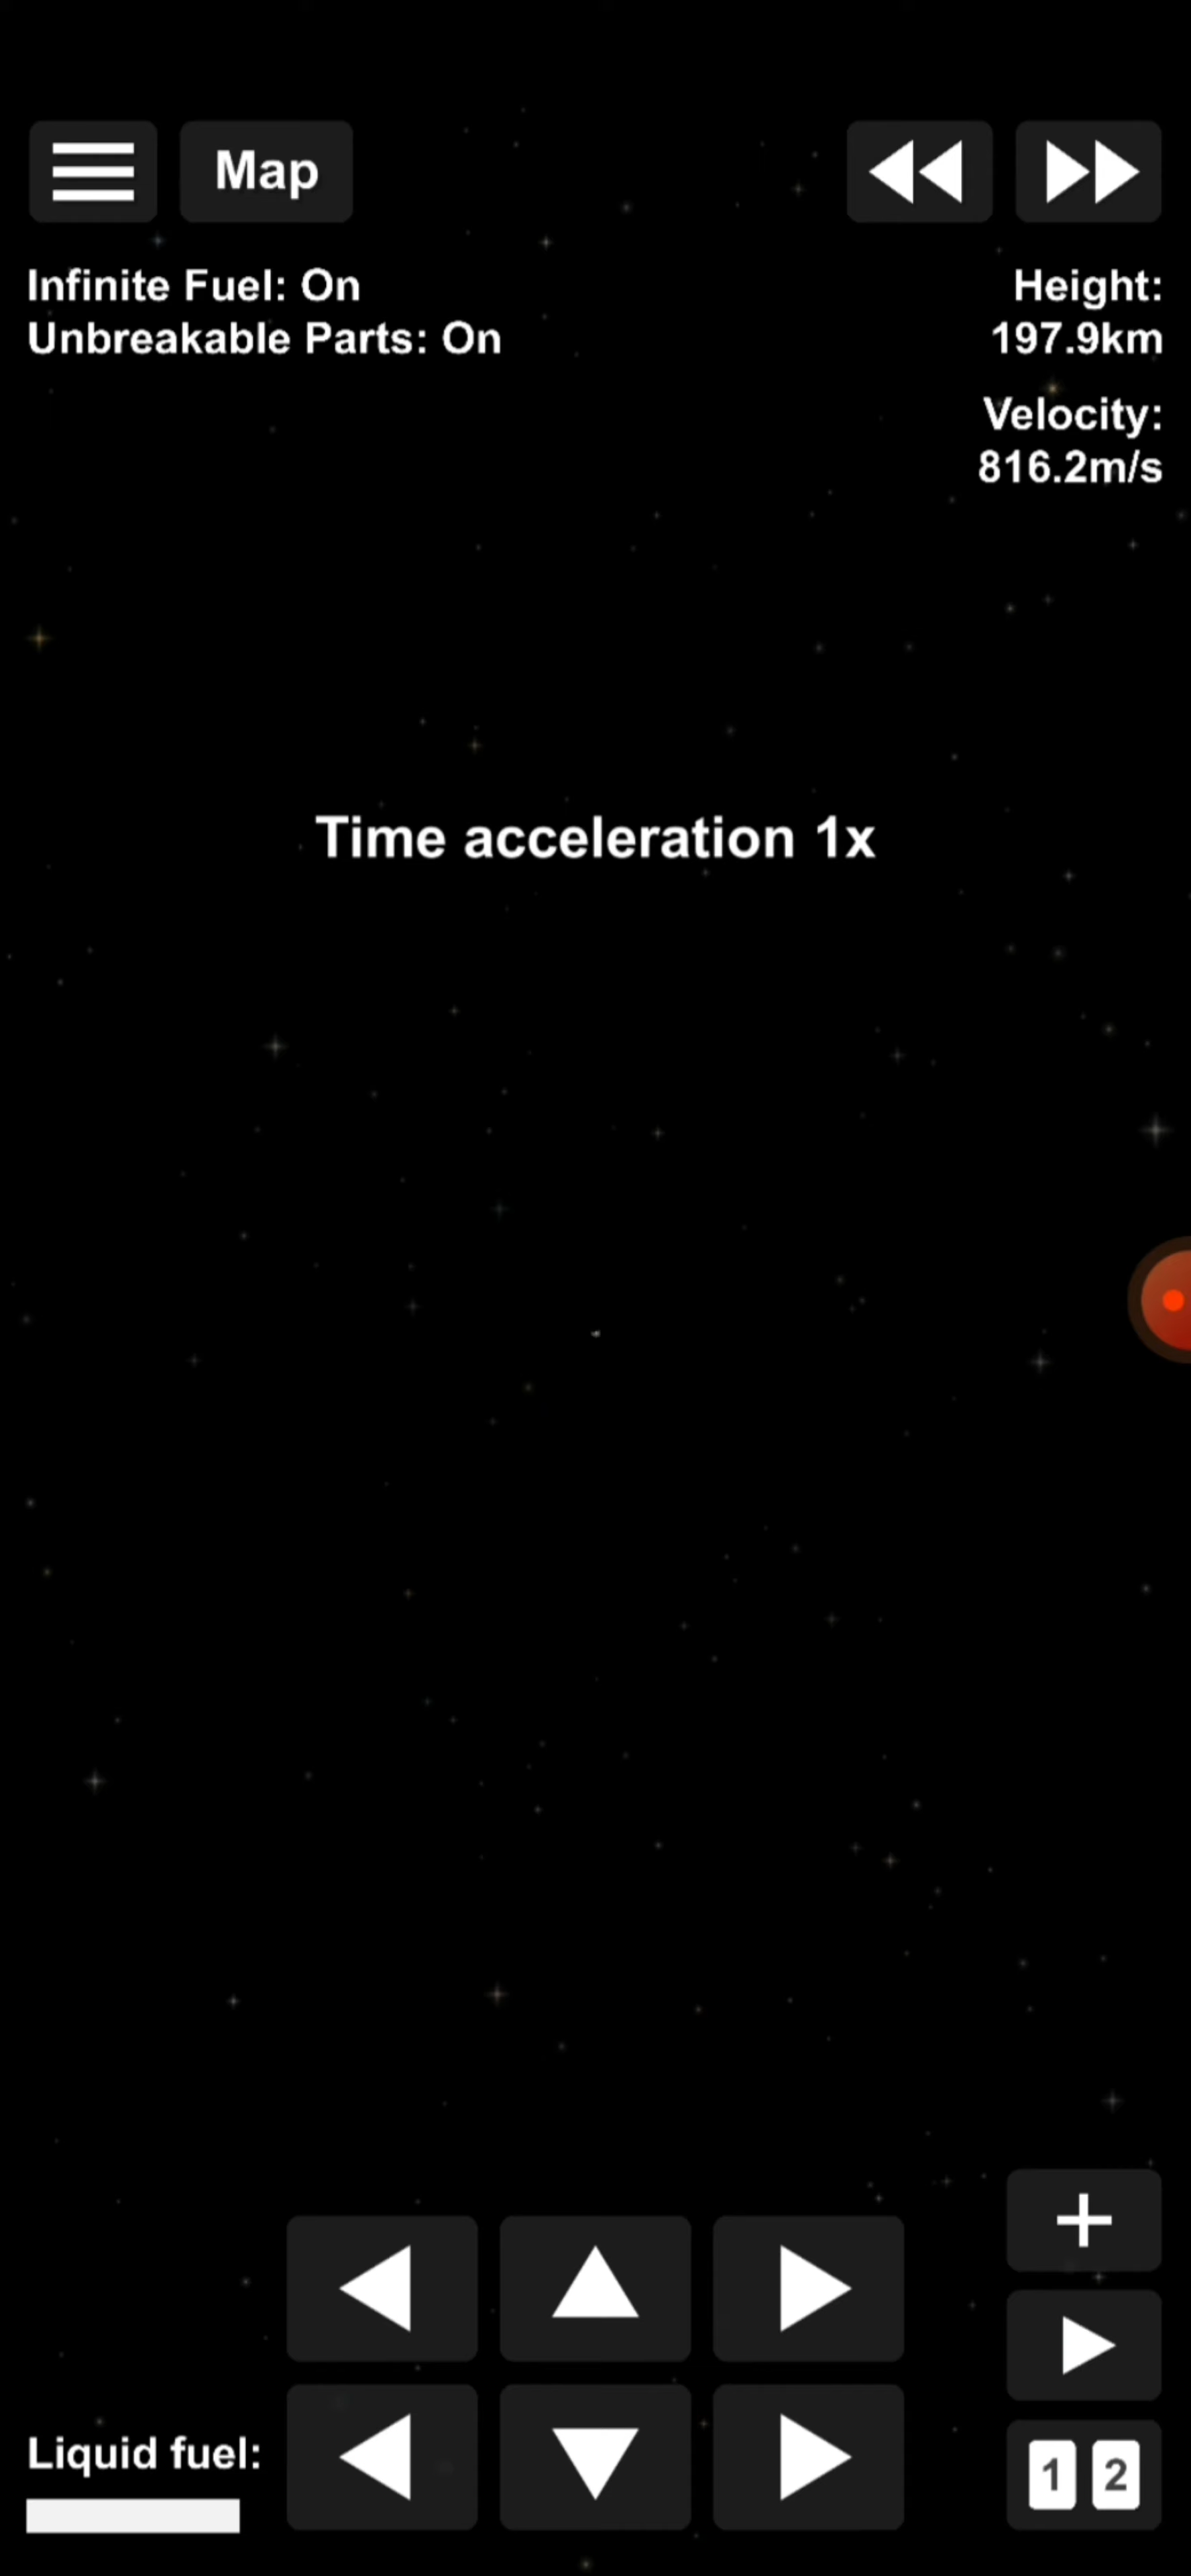 Map
Infinite Fuel: On
Unbreakable Parts: On
Height:
197.9km
Velocity:
816.2m/s
Time acceleration 1x
Liquid fuel:
1 2